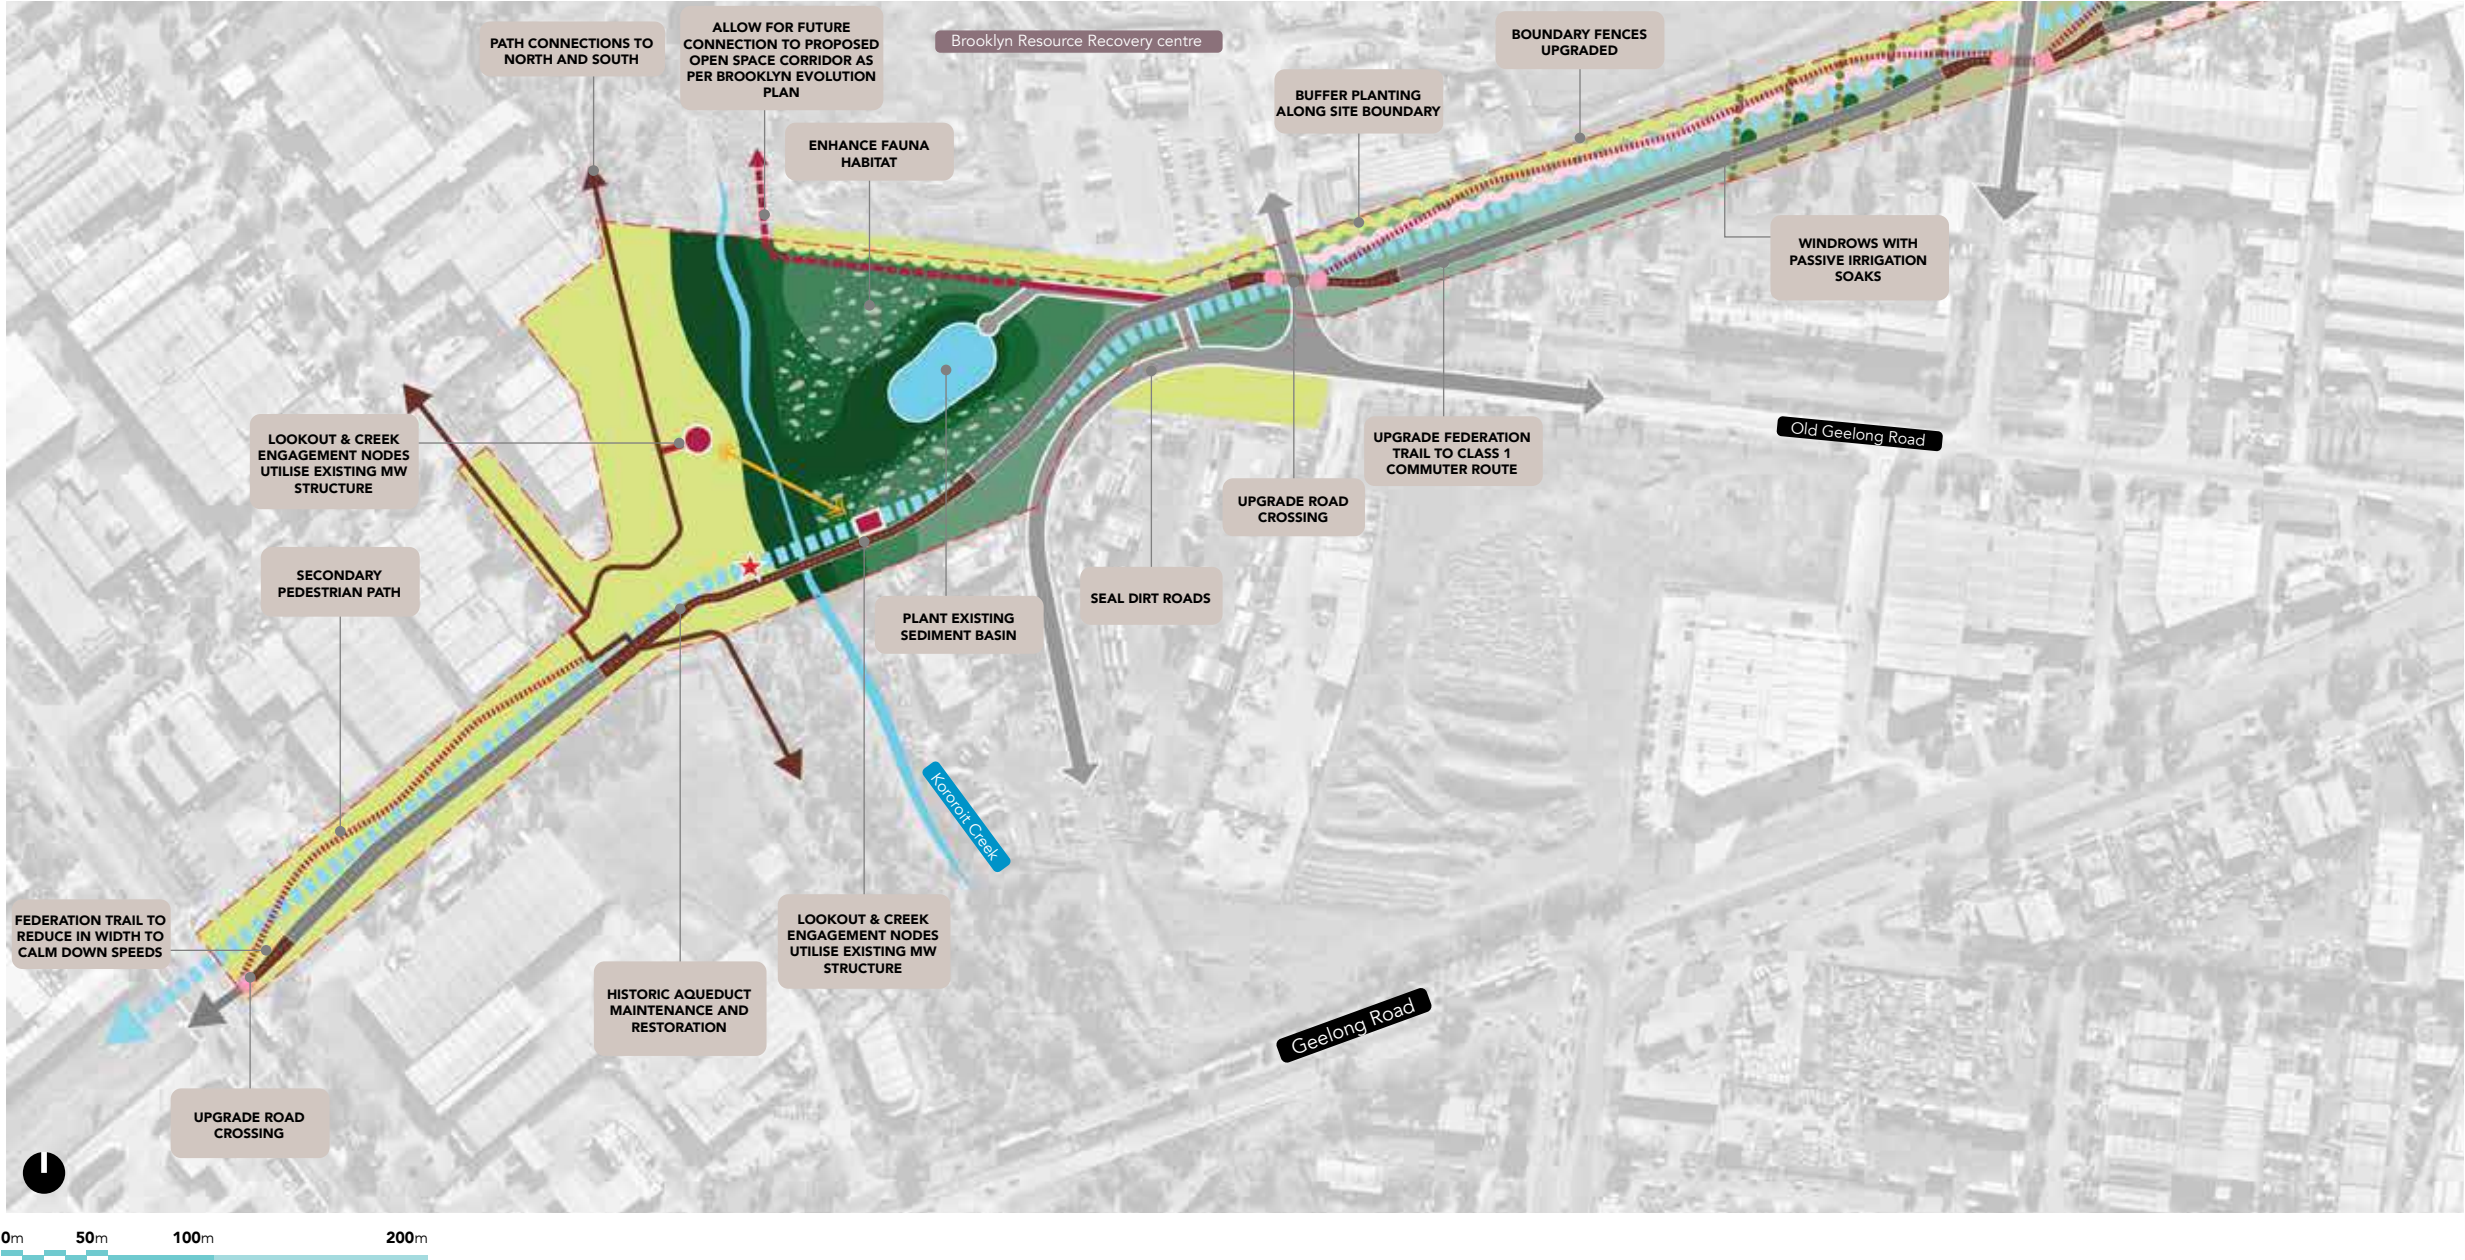 PATH CONNECTIONS TO
NORTH AND SOUTH
ALLOW FOR FUTURE
CONNECTION TO PROPOSED
OPEN SPACE CORRIDOR AS
PER BROOKLYN EVOLUTION
PLAN
Brooklyn Resource Recovery centre
BOUNDARY FENCES
UPGRADED
BUFFER PLANTING
ALONG SITE BOUNDARY
ENHANCE FAUNA
HABITAT
WINDROWS WITH
PASSIVE IRRIGATION
SOAKS
LOOKOUT & CREEK
ENGAGEMENT NODES
UTILISE EXISTING MW
STRUCTURE
Old Geelong Road
UPGRADE FEDERATION
TRAIL TO CLASS 1
COMMUTER ROUTE
UPGRADE ROAD
CROSSING
SECONDARY
PEDESTRIAN PATH
SEAL DIRT ROADS
PLANT EXISTING
SEDIMENT BASIN
Kororoit Creek
FEDERATION TRAIL TO
REDUCE IN WIDTH TO
CALM DOWN SPEEDS
LOOKOUT & CREEK
ENGAGEMENT NODES
UTILISE EXISTING MW
STRUCTURE
HISTORIC AQUEDUCT
MAINTENANCE AND
RESTORATION
Geelong Road
UPGRADE ROAD
CROSSING
0m 50m 100m 200m